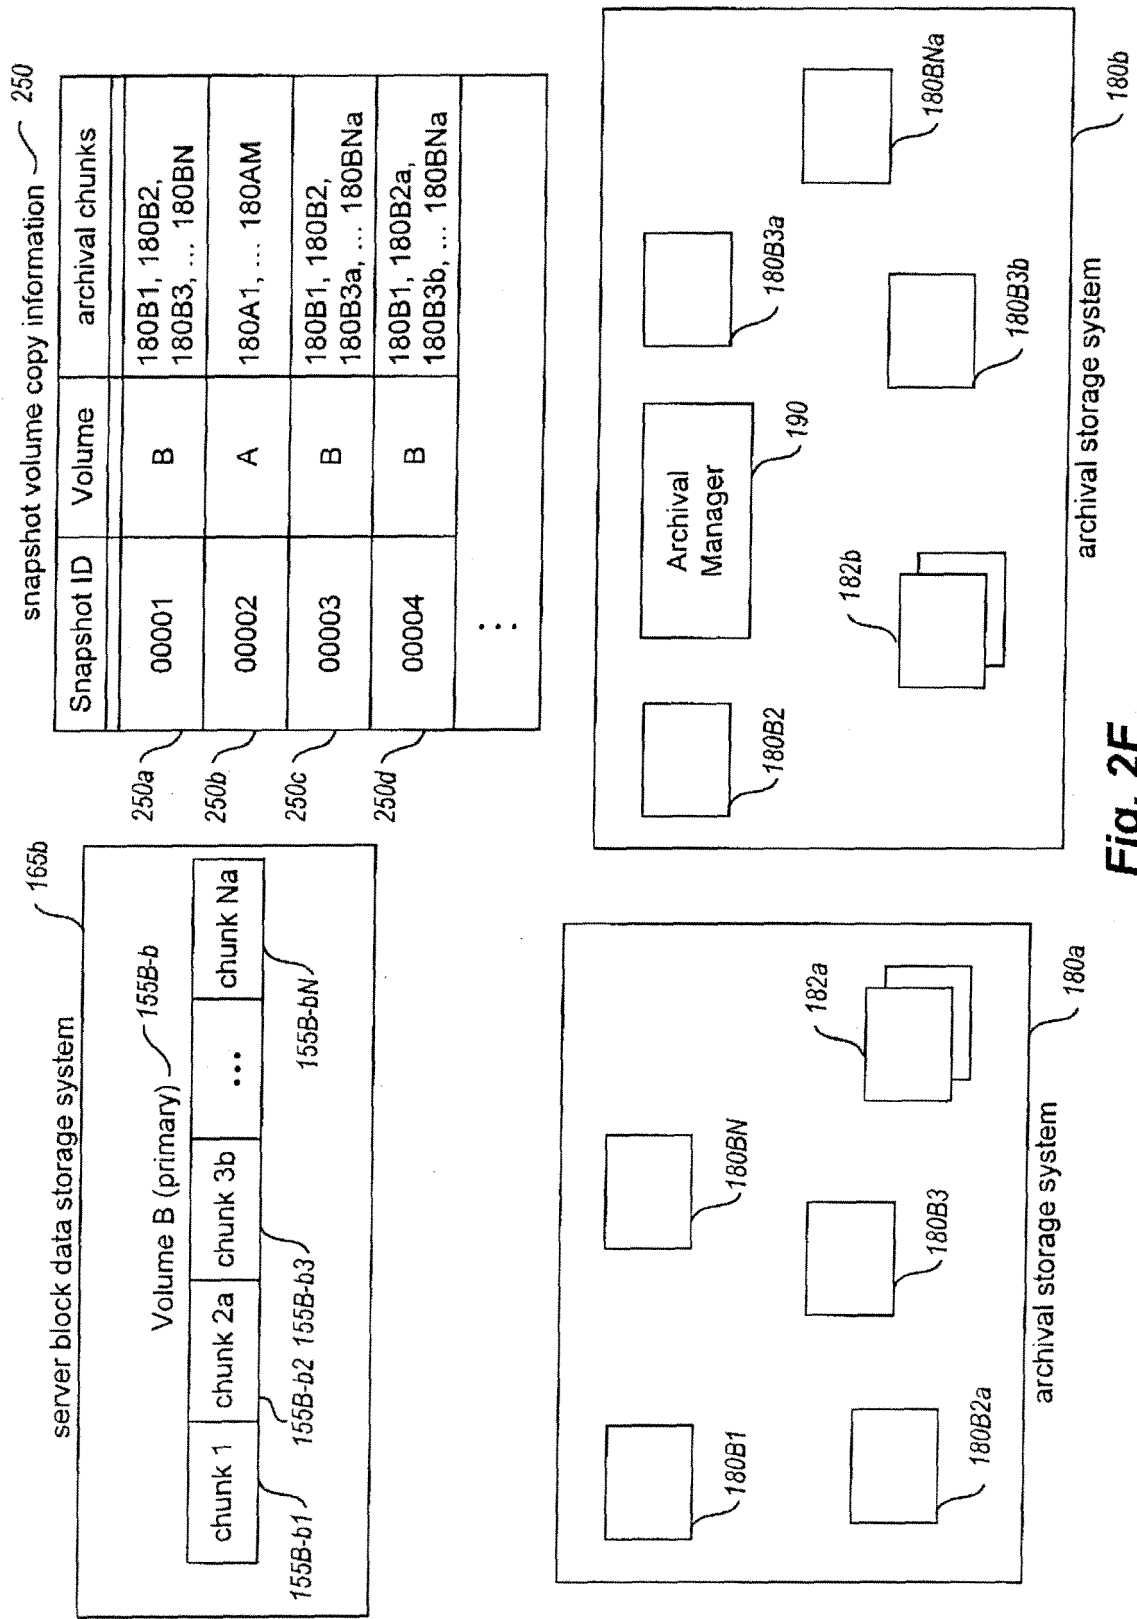 server block data storage system
165b
Volume B (primary)
155B-b
chunk 1
chunk 2a
chunk 3b
...
chunk Na
155B-b1
155B-b2
155B-b3
155B-bN
snapshot volume copy information
250
Snapshot ID
Volume
archival chunks
250a
00001
B
180B1, 180B2,
180B3, ... 180BN
250b
00002
A
180A1, ... 180AM
250c
00003
B
180B1, 180B2,
180B3a, ... 180BNa
250d
00004
B
180B1, 180B2a,
180B3b, ... 180BNa
...
180B1
180BN
180B2a
180B3
182a
archival storage system
180a
180B2
Archival
Manager
190
180B3a
180BNa
182b
180B3b
archival storage system
180b